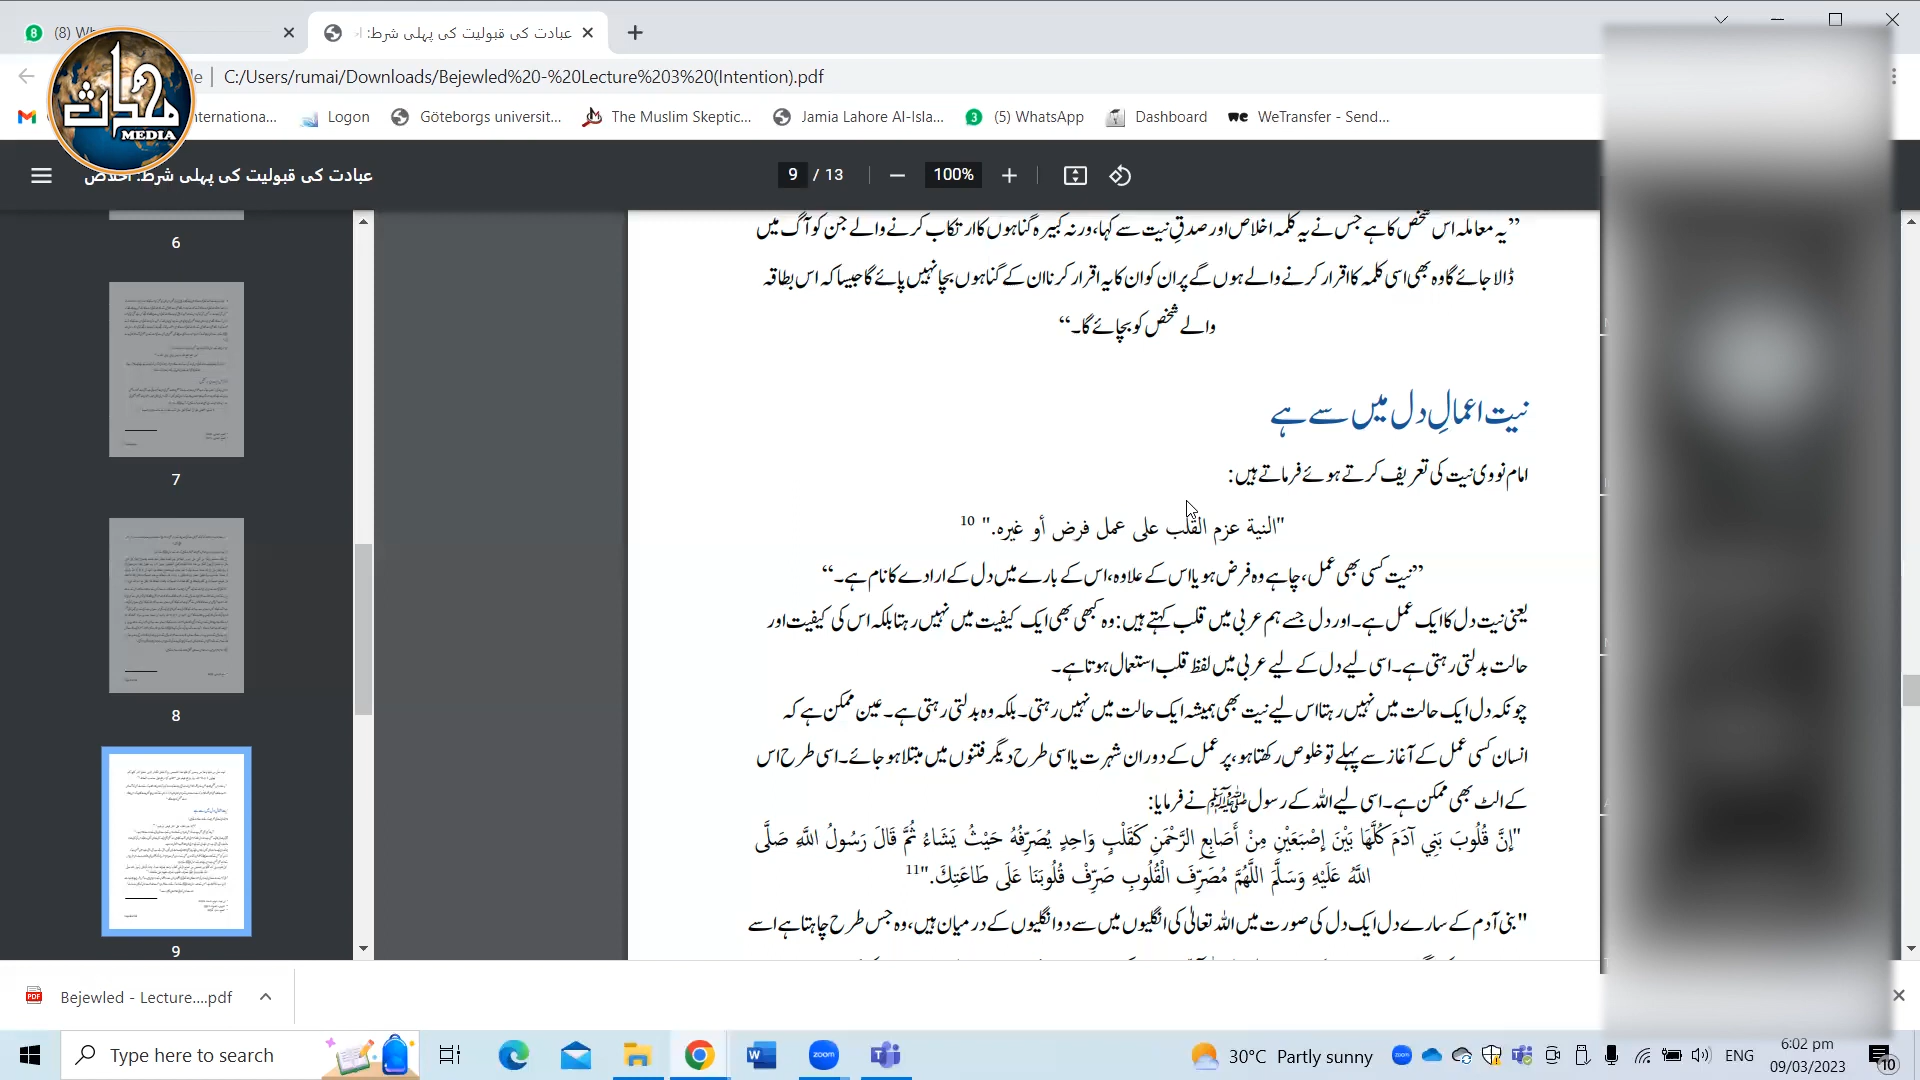 (8) Wh
عبادت کی قبولیت کی پہلی شرط: ا
C:/Users/rumai/Downloads/Bejewled%20-%20Lecture%203%20(Intention).pdf
محدث
MEDIA
Logon
Göteborgs universit...
The Muslim Skeptic...
Jamia Lahore Al-Isla...
(5) WhatsApp
Dashboard
WeTransfer - Send...
عبادت کی قبولیت کی پہلی شرط: اخلاص
9 / 13
100%
6
7
8
9
”یہ معاملہ اس شخص کا ہے جس نے یہ کلمہ اخلاص اور صدقِ نیت سے کہا، ورنہ کبیرہ گناہوں کا ارتکاب کرنے والے جن کو آگ میں
ڈالا جائے گا وہ بھی اسی کلمہ کا اقرار کرنے والے ہوں گے پر ان کو ان کا یہ اقرار کرنا ان کے گناہوں بچا نہیں پائے گا جیسا کہ اس بطاقہ
والے شخص کو بچائے گا۔“
نیت اعمالِ دل میں سے ہے
امام نووی نیت کی تعریف کرتے ہوئے فرماتے ہیں:
"النية عزم القلب على عمل فرض أو غيره." 10
”نیت کسی بھی عمل، چاہے وہ فرض ہو یا اس کے علاوہ، اس کے بارے میں دل کے ارادے کا نام ہے۔“
یعنی نیت دل کا ایک عمل ہے۔ اور دل جسے ہم عربی میں قلب کہتے ہیں: وہ کبھی بھی ایک کیفیت میں نہیں رہتا بلکہ اس کی کیفیت اور
حالت بدلتی رہتی ہے۔ اسی لیے دل کے لیے عربی میں لفظ قلب استعمال ہوتا ہے۔
چونکہ دل ایک حالت میں نہیں رہتا اس لیے نیت بھی ہمیشہ ایک حالت میں نہیں رہتی۔ بلکہ وہ بدلتی رہتی ہے۔ عین ممکن ہے کہ
انسان کسی عمل کے آغاز سے پہلے تو خلوص رکھتا ہو، پر عمل کے دوران شہرت یا اسی طرح دیگر فتنوں میں مبتلا ہو جائے۔ اسی طرح اس
کے الٹ بھی ممکن ہے۔ اسی لیے اللہ کے رسول ﷺ نے فرمایا:
"إِنَّ قُلُوبَ بَنِي آدَمَ كُلَّهَا بَيْنَ إِصْبَعَيْنِ مِنْ أَصَابِعِ الرَّحْمَنِ كَقَلْبٍ وَاحِدٍ يُصَرِّفُهُ حَيْثُ يَشَاءُ ثُمَّ قَالَ رَسُولُ اللَّهِ صَلَّى
اللَّهُ عَلَيْهِ وَسَلَّمَ اللَّهُمَّ مُصَرِّفَ الْقُلُوبِ صَرِّفْ قُلُوبَنَا عَلَى طَاعَتِكَ."11
"بنی آدم کے سارے دل ایک دل کی صورت میں اللہ تعالیٰ کی انگلیوں میں سے دو انگلیوں کے درمیان ہیں، وہ جس طرح چاہتا ہے اسے
Bejewled - Lecture....pdf
Type here to search
30°C Partly sunny
ENG
6:02 pm
09/03/2023
10